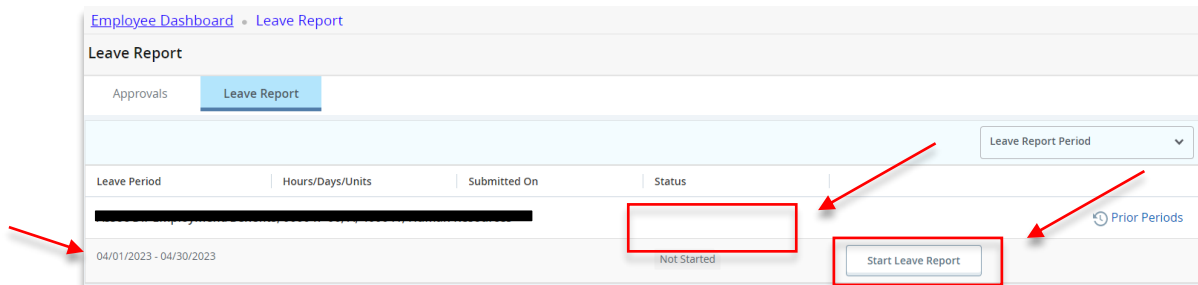 Employee Dashboard • Leave Report
Leave Report
Approvals Leave Report
Leave Report Period
Leave Period Hours/Days/Units Submitted On Status
Prior Periods
04/01/2023 - 04/30/2023 Not Started Start Leave Report